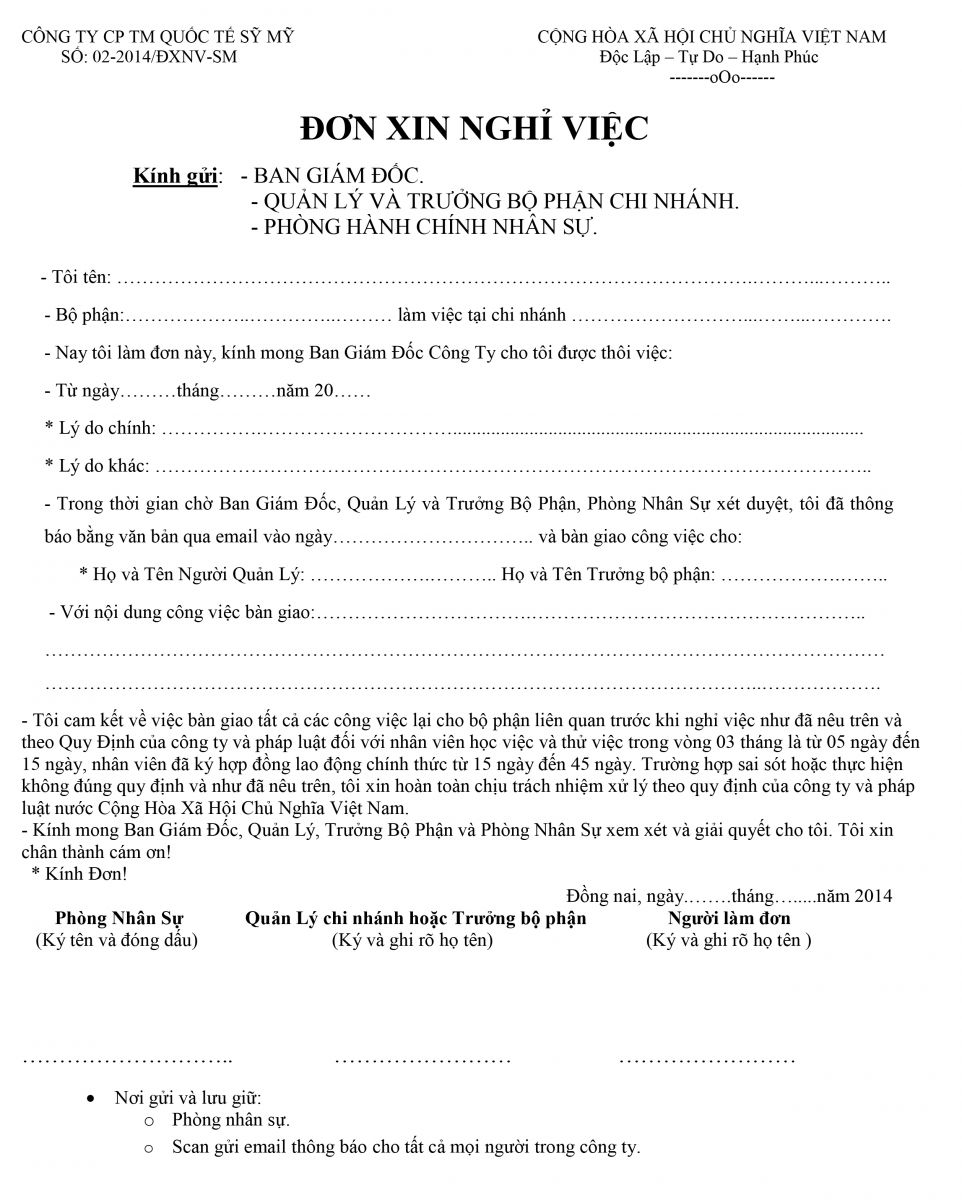 CÔNG TY CP TM QUỐC TẾ SỸ MỸ
CỘNG HÒA XÃ HỘI CHỦ NGHĨA VIỆT NAM
SỐ: 02-2014/ĐXNV-SM
Độc Lập – Tự Do – Hạnh Phúc
-------oOo------
ĐƠN XIN NGHỈ VIỆC
Kính gửi: - BAN GIÁM ĐỐC.
- QUẢN LÝ VÀ TRƯỞNG BỘ PHẬN CHI NHÁNH.
- PHÒNG HÀNH CHÍNH NHÂN SỰ.
- Tôi tên: ……………………………………………………………………………………….………...………..
- Bộ phận:………………..…………..……… làm việc tại chi nhánh ………………………...……..………….
- Nay tôi làm đơn này, kính mong Ban Giám Đốc Công Ty cho tôi được thôi việc:
- Từ ngày………tháng………năm 20……
* Lý do chính: ………………………………………...................................................................................
* Lý do khác: …………………………………………………………………………………………………..
- Trong thời gian chờ Ban Giám Đốc, Quản Lý và Trưởng Bộ Phận, Phòng Nhân Sự xét duyệt, tôi đã thông
báo bằng văn bản qua email vào ngày………………………….. và bàn giao công việc cho:
* Họ và Tên Người Quản Lý: ……………….……….. Họ và Tên Trưởng bộ phận: ……………….……..
- Với nội dung công việc bàn giao:…………………………….……………………………………………..
……………………………………………………………………………………………………………………
………………………………………………………………………………………………….……………….
- Tôi cam kết về việc bàn giao tất cả các công việc lại cho bộ phận liên quan trước khi nghỉ việc như đã nêu trên và
theo Quy Định của công ty và pháp luật đối với nhân viên học việc và thử việc trong vòng 03 tháng là từ 05 ngày đến
15 ngày, nhân viên đã ký hợp đồng lao động chính thức từ 15 ngày đến 45 ngày. Trường hợp sai sót hoặc thực hiện
không đúng quy định và như đã nêu trên, tôi xin hoàn toàn chịu trách nhiệm xử lý theo quy định của công ty và pháp
luật nước Cộng Hòa Xã Hội Chủ Nghĩa Việt Nam.
- Kính mong Ban Giám Đốc, Quản Lý, Trưởng Bộ Phận và Phòng Nhân Sự xem xét và giải quyết cho tôi. Tôi xin
chân thành cám ơn!
* Kính Đơn!
Đồng nai, ngày……..tháng….....năm 2014
Phòng Nhân Sự Quản Lý chi nhánh hoặc Trưởng bộ phận Người làm đơn
(Ký tên và đóng dấu) (Ký và ghi rõ họ tên) (Ký và ghi rõ họ tên )
……………………….. …………………… ……………………
• Nơi gửi và lưu giữ:
o Phòng nhân sự.
o Scan gửi email thông báo cho tất cả mọi người trong công ty.